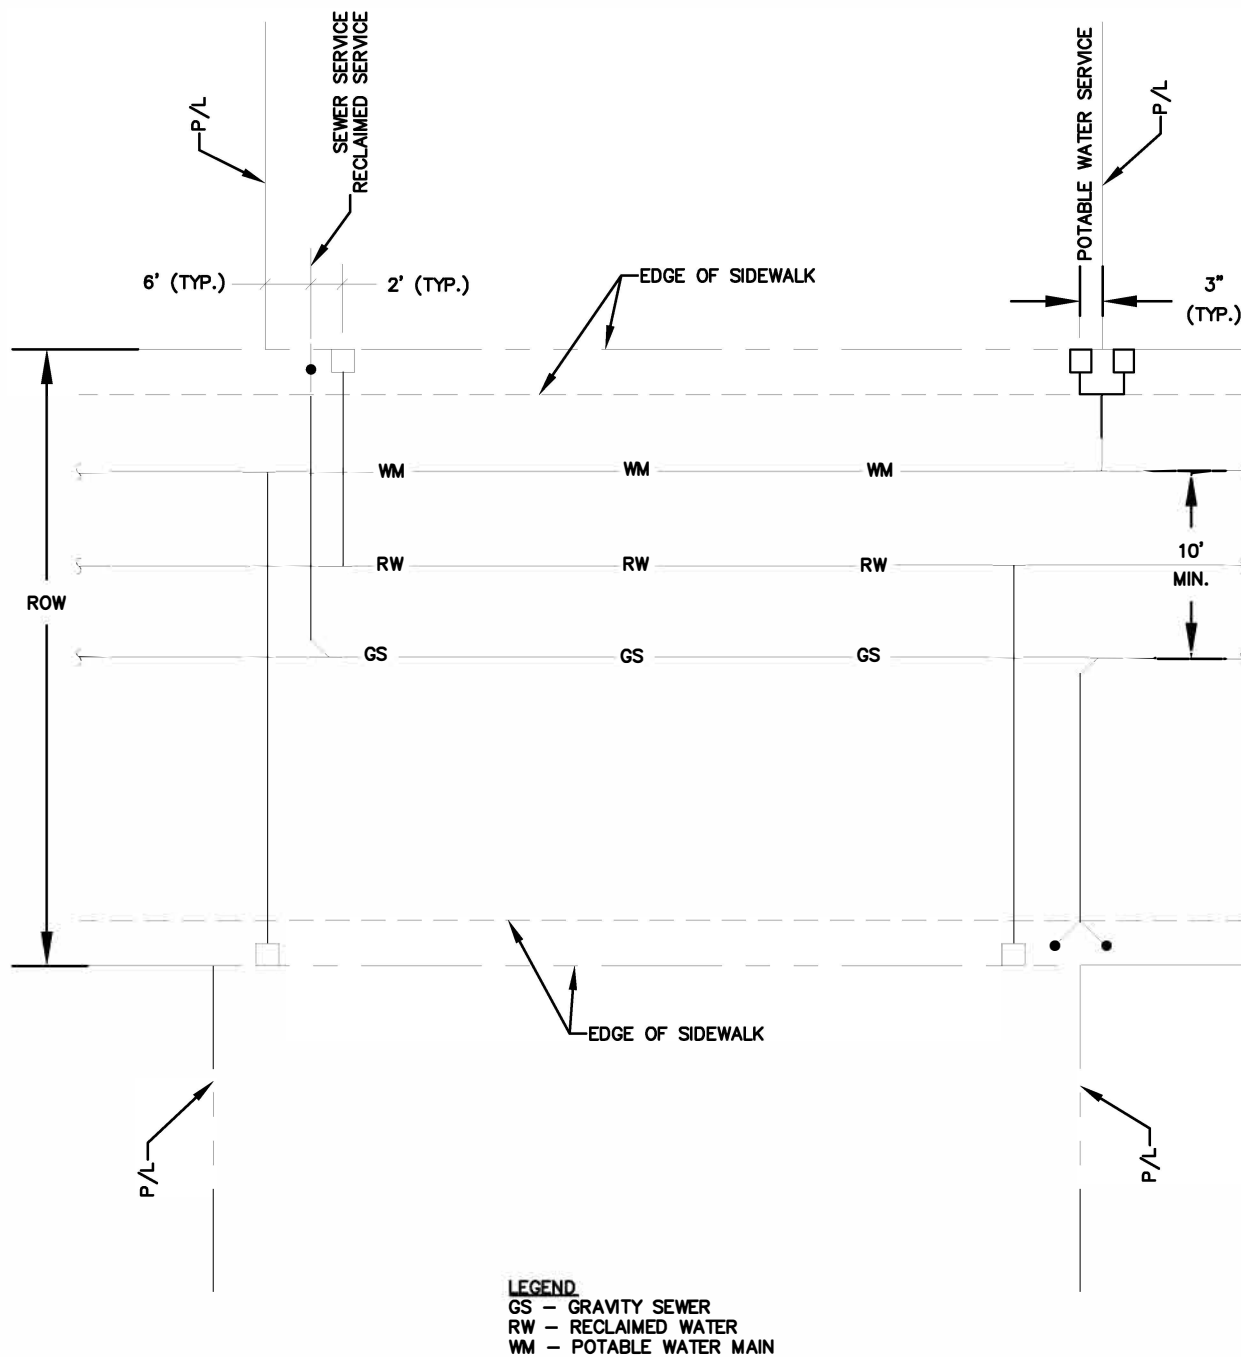 SEWER SERVICE
RECLAIMED SERVICE
POTABLE WATER SERVICE
P/L
P/L
6' (TYP.)
2' (TYP.)
EDGE OF SIDEWALK
3"
(TYP.)
WM
WM
WM
10'
MIN.
RW
RW
RW
ROW
GS
GS
GS
EDGE OF SIDEWALK
P/L
P/L
LEGEND
GS – GRAVITY SEWER
RW – RECLAIMED WATER
WM – POTABLE WATER MAIN